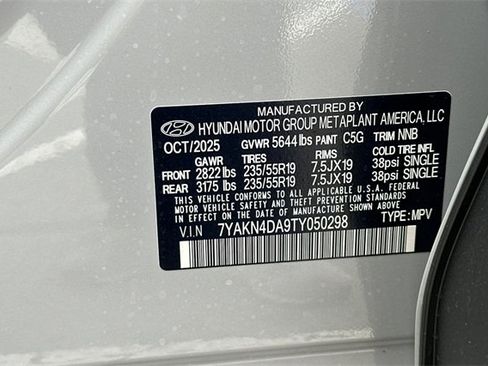 MANUFACTURED BY
HYUNDAI MOTOR GROUP METAPLANT AMERICA, LLC
OCT/2025 GVWR 5644 lbs PAINT C5G TRIM NNB
GAWR TIRES RIMS COLD TIRE INFL.
FRONT 2822 lbs 235/55R19 7.5JX19 38psi SINGLE
REAR 3175 lbs 235/55R19 7.5JX19 38psi SINGLE
THIS VEHICLE CONFORMS TO ALL APPLICABLE U.S.A. FEDERAL
MOTOR VEHICLE SAFETY STANDARDS IN EFFECT ON THE
DATE OF MANUFACTURE SHOWN ABOVE.
V.I.N 7YAKN4DA9TY050298 TYPE: MPV